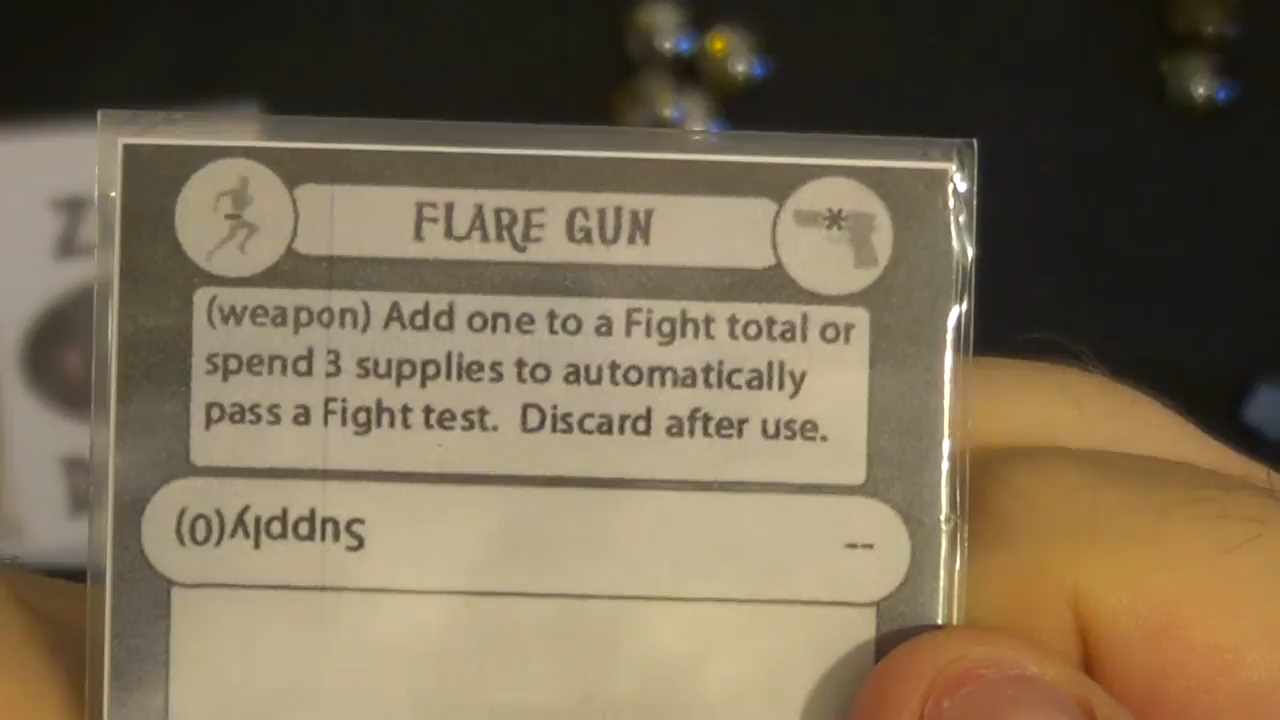 FLARE GUN
*
(weapon) Add one to a Fight total or
spend 3 supplies to automatically
pass a Fight test. Discard after use.
Supply(0)
--